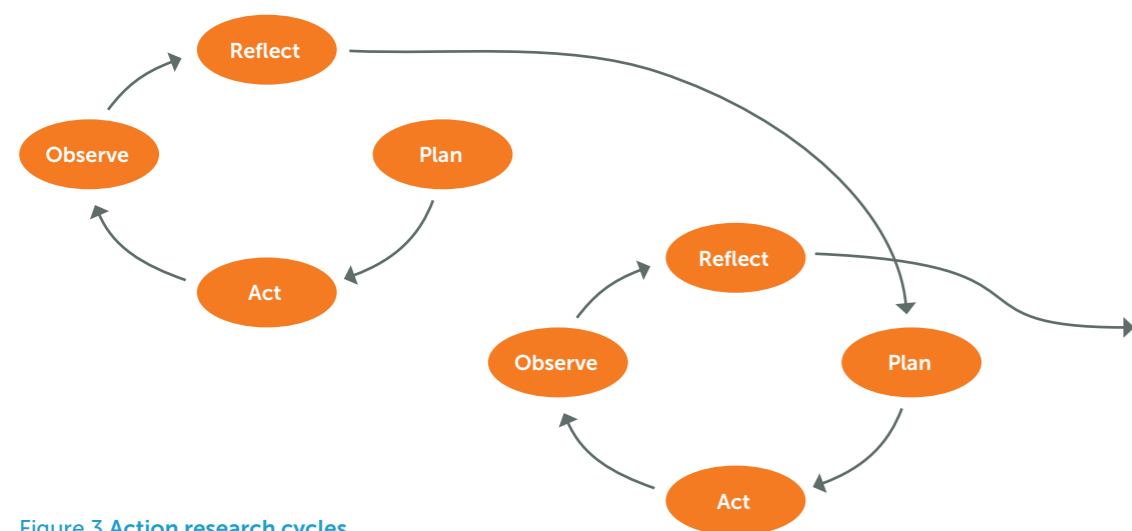 Reflect
Observe
Plan
Act
Reflect
Observe
Plan
Act
Figure 3 Action research cycles